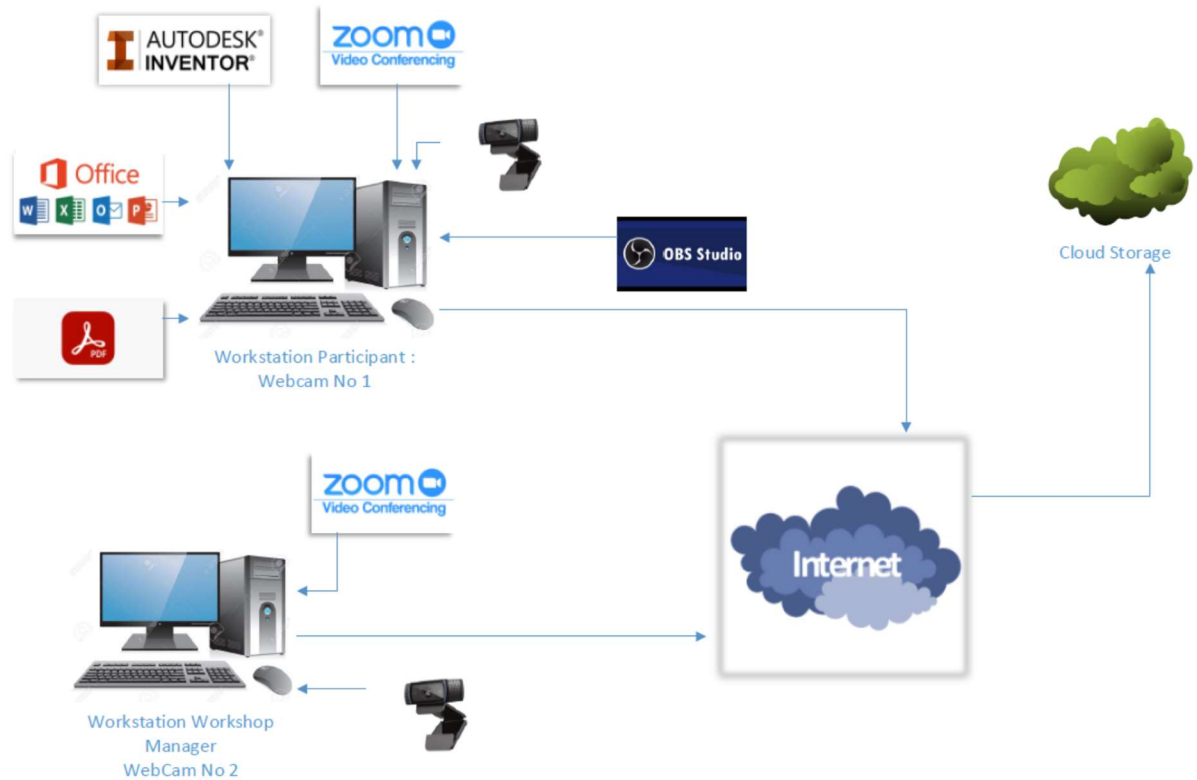 AUTODESK®
INVENTOR®
zoom
Video Conferencing
Office
W X O P
OBS Studio
Cloud Storage
PDF
Workstation Participant :
Webcam No 1
zoom
Video Conferencing
Internet
Workstation Workshop
Manager
WebCam No 2